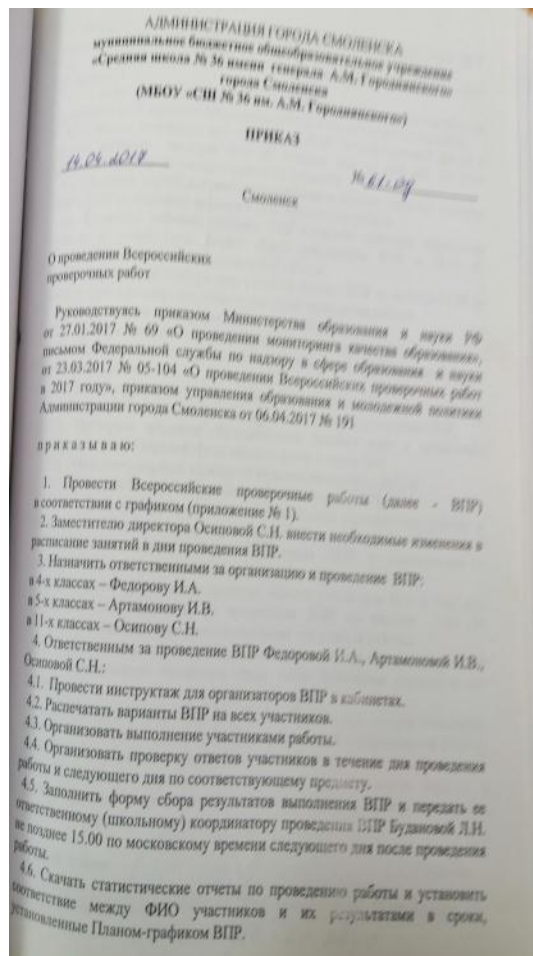 АДМИНИСТРАЦИЯ ГОРОДА СМОЛЕНСКА
муниципальное бюджетное общеобразовательное учреждение
«Средняя школа № 36 имени генерала А.М. Городнянского»
города Смоленска
(МБОУ «СШ № 36 им. А.М. Городнянского»)
ПРИКАЗ
14.04.2017
№
Смоленск
О проведении Всероссийских
проверочных работ
Руководствуясь приказом Министерства образования и науки РФ
от 27.01.2017 № 69 «О проведении мониторинга качества образования»,
письмом Федеральной службы по надзору в сфере образования и науки
от 23.03.2017 № 05-104 «О проведении Всероссийских проверочных работ
в 2017 году», приказом управления образования и молодежной политики
Администрации города Смоленска от 06.04.2017 № 191
приказываю:
1. Провести Всероссийские проверочные работы (далее - ВПР)
в соответствии с графиком (приложение № 1).
2. Заместителю директора Осиповой С.Н. внести необходимые изменения в
расписание занятий в дни проведения ВПР.
3. Назначить ответственными за организацию и проведение ВПР:
в 4-х классах – Федорову И.А.
в 5-х классах – Артамонову И.В.
в 11-х классах – Осипову С.Н.
4. Ответственным за проведение ВПР Федоровой И.А., Артамоновой И.В.,
Осиповой С.Н.:
4.1. Провести инструктаж для организаторов ВПР в кабинетах.
4.2. Распечатать варианты ВПР на всех участников.
4.3. Организовать выполнение участниками работы.
4.4. Организовать проверку ответов участников в течение дня проведения
работы и следующего дня по соответствующему предмету.
4.5. Заполнить форму сбора результатов выполнения ВПР и передать ее
ответственному (школьному) координатору проведения ВПР Будановой Л.Н.
не позднее 15.00 по московскому времени следующего дня после проведения
работы.
4.6. Скачать статистические отчеты по проведению работы и установить
соответствие между ФИО участников и их результатами в сроки,
установленные Планом-графиком ВПР.